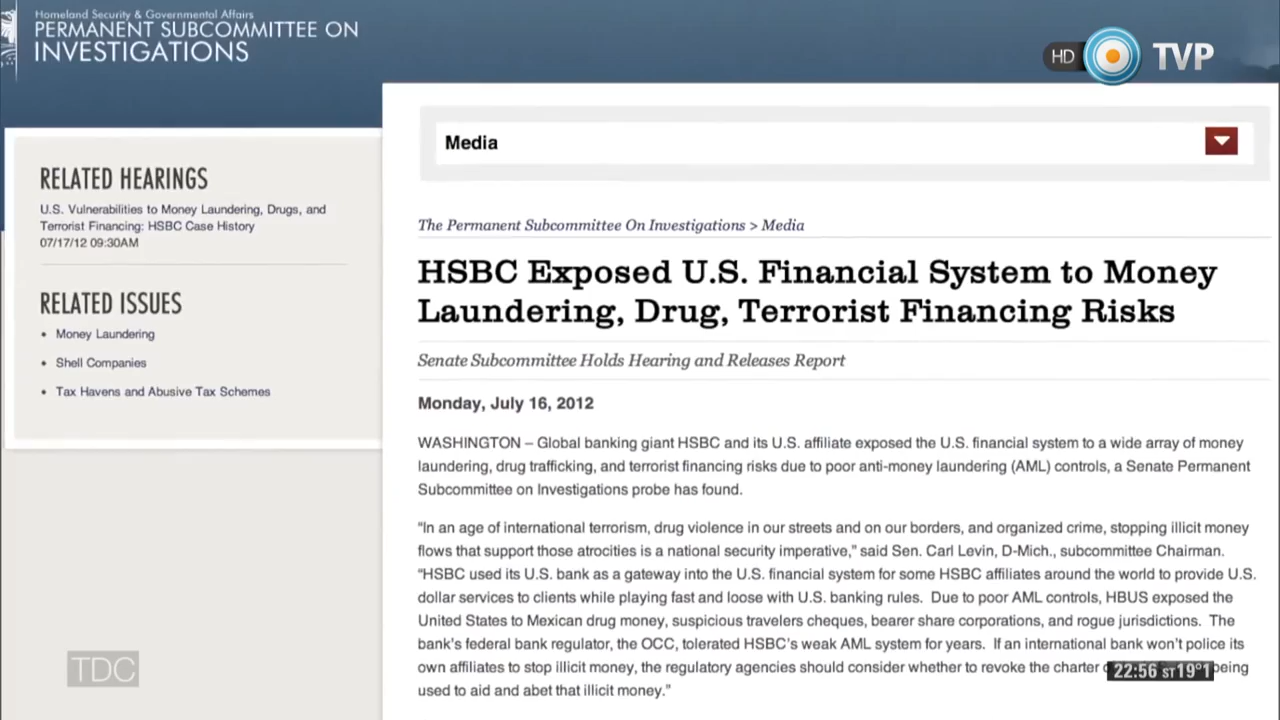 Homeland Security & Governmental Affairs
PERMANENT SUBCOMMITTEE ON
INVESTIGATIONS
HD TVP
RELATED HEARINGS
U.S. Vulnerabilities to Money Laundering, Drugs, and
Terrorist Financing: HSBC Case History
07/17/12 09:30AM
RELATED ISSUES
• Money Laundering
• Shell Companies
• Tax Havens and Abusive Tax Schemes
Media
The Permanent Subcommittee On Investigations > Media
HSBC Exposed U.S. Financial System to Money
Laundering, Drug, Terrorist Financing Risks
Senate Subcommittee Holds Hearing and Releases Report
Monday, July 16, 2012
WASHINGTON – Global banking giant HSBC and its U.S. affiliate exposed the U.S. financial system to a wide array of money
laundering, drug trafficking, and terrorist financing risks due to poor anti-money laundering (AML) controls, a Senate Permanent
Subcommittee on Investigations probe has found.
“In an age of international terrorism, drug violence in our streets and on our borders, and organized crime, stopping illicit money
flows that support those atrocities is a national security imperative,” said Sen. Carl Levin, D-Mich., subcommittee Chairman.
“HSBC used its U.S. bank as a gateway into the U.S. financial system for some HSBC affiliates around the world to provide U.S.
dollar services to clients while playing fast and loose with U.S. banking rules. Due to poor AML controls, HBUS exposed the
United States to Mexican drug money, suspicious travelers cheques, bearer share corporations, and rogue jurisdictions. The
bank’s federal bank regulator, the OCC, tolerated HSBC’s weak AML system for years. If an international bank won’t police its
own affiliates to stop illicit money, the regulatory agencies should consider whether to revoke the charter being
used to aid and abet that illicit money.”
TDC
22:56 ST 19°1